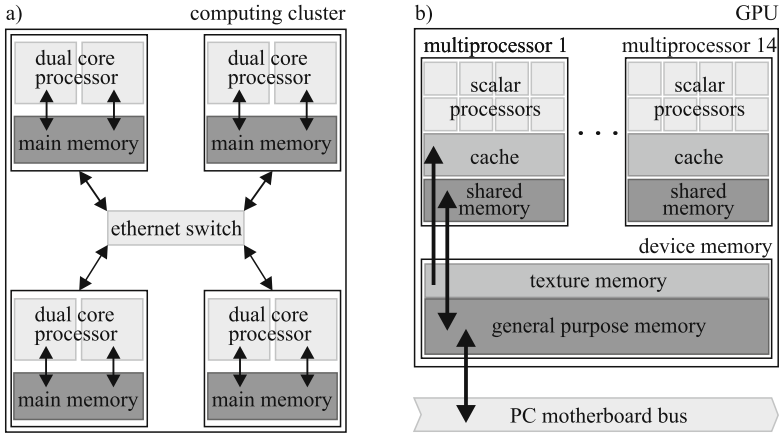 a) computing cluster
dual core
processor
main memory
dual core
processor
main memory
ethernet switch
dual core
processor
main memory
dual core
processor
main memory
b) GPU
multiprocessor 1
scalar
processors
cache
shared
memory
. . .
multiprocessor 14
scalar
processors
cache
shared
memory
device memory
texture memory
general purpose memory
PC motherboard bus